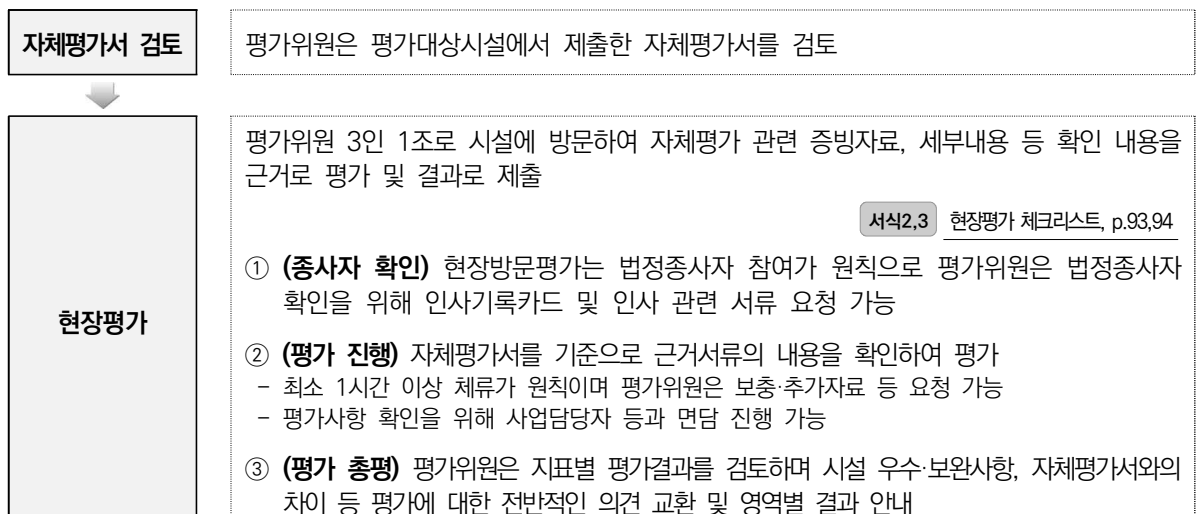 자체평가서 검토
평가위원은 평가대상시설에서 제출한 자체평가서를 검토
현장평가
평가위원 3인 1조로 시설에 방문하여 자체평가 관련 증빙자료, 세부내용 등 확인 내용을
근거로 평가 및 결과로 제출
서식2,3 현장평가 체크리스트, p.93,94
① (종사자 확인) 현장방문평가는 법정종사자 참여가 원칙으로 평가위원은 법정종사자
확인을 위해 인사기록카드 및 인사 관련 서류 요청 가능
② (평가 진행) 자체평가서를 기준으로 근거서류의 내용을 확인하여 평가
- 최소 1시간 이상 체류가 원칙이며 평가위원은 보충·추가자료 등 요청 가능
- 평가사항 확인을 위해 사업담당자 등과 면담 진행 가능
③ (평가 총평) 평가위원은 지표별 평가결과를 검토하며 시설 우수·보완사항, 자체평가서와의
차이 등 평가에 대한 전반적인 의견 교환 및 영역별 결과 안내